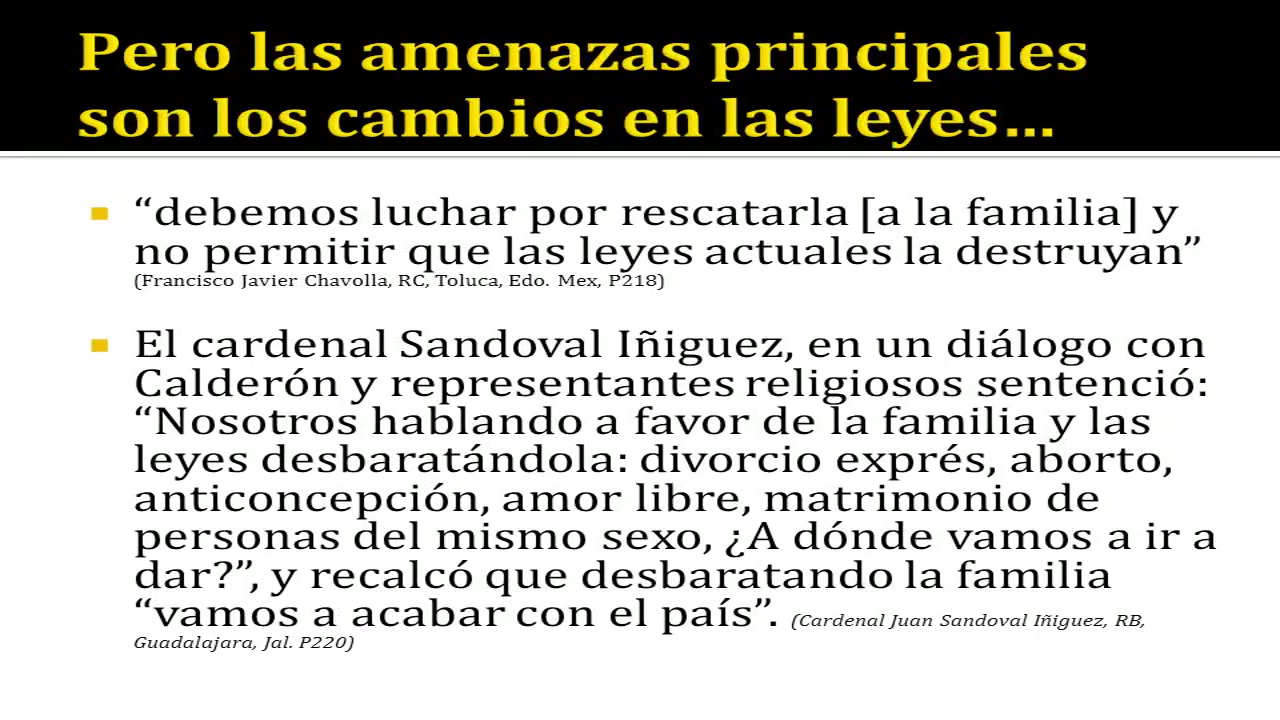 Pero las amenazas principales
son los cambios en las leyes...
“debemos luchar por rescatarla [a la familia] y
no permitir que las leyes actuales la destruyan”
(Francisco Javier Chavolla, RC, Toluca, Edo. Mex, P218)
El cardenal Sandoval Iñiguez, en un diálogo con
Calderón y representantes religiosos sentenció:
“Nosotros hablando a favor de la familia y las
leyes desbaratándola: divorcio exprés, aborto,
anticoncepción, amor libre, matrimonio de
personas del mismo sexo, ¿A dónde vamos a ir a
dar?”, y recalcó que desbaratando la familia
“vamos a acabar con el país”. (Cardenal Juan Sandoval Iñiguez, RB,
Guadalajara, Jal. P220)